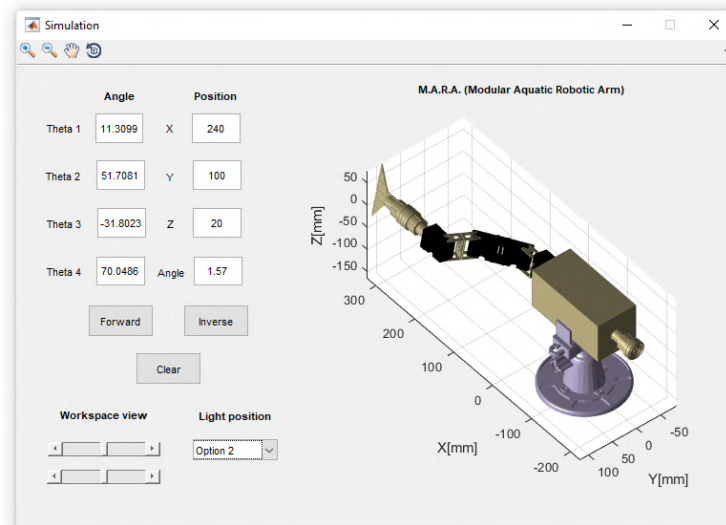 Simulation
Angle Position
Theta 1 11.3099 X 240
Theta 2 51.7081 Y 100
Theta 3 -31.8023 Z 20
Theta 4 70.0486 Angle 1.57
Forward Inverse
Clear
Workspace view Light position
Option 2
M.A.R.A. (Modular Aquatic Robotic Arm)
Z[mm]
50
0
-50
-100
-150
300
200
100
0
-100
-200
X[mm]
100
50
0
-50
Y[mm]